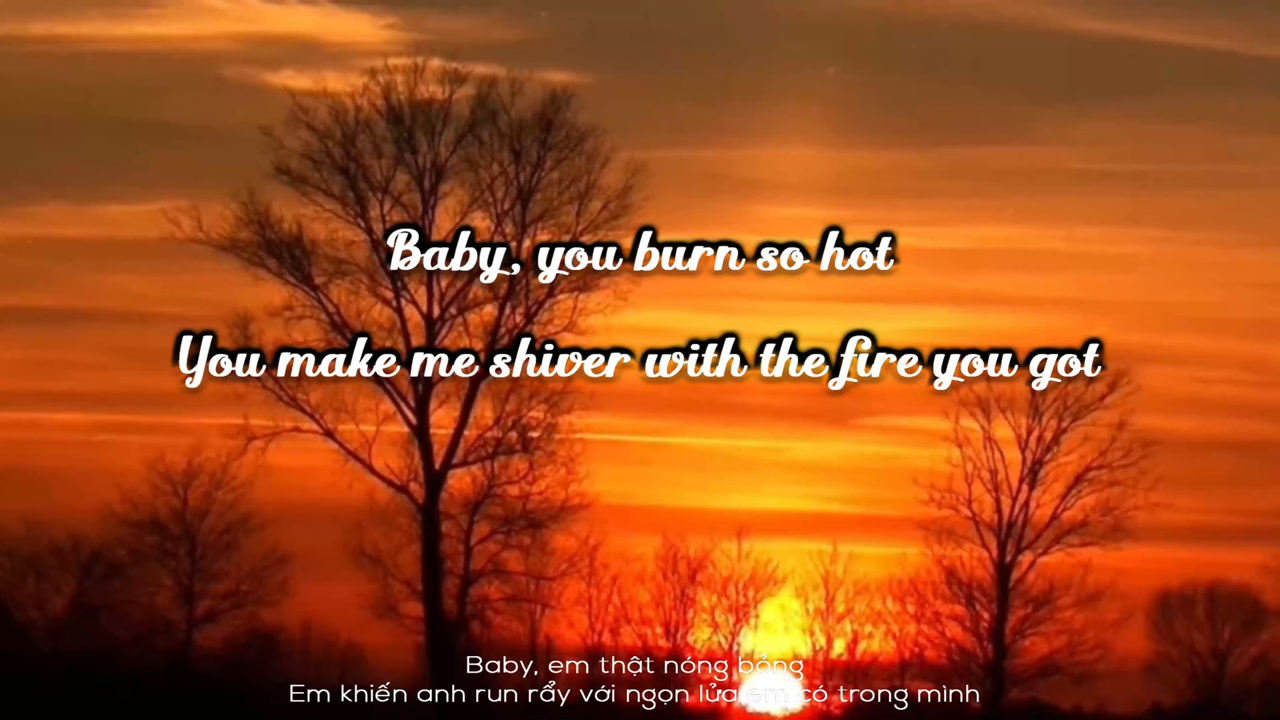 Baby, you burn so hot
You make me shiver with the fire you got
Baby, em thật nóng bỏng
Em khiến anh run rẩy với ngọn lửa em có trong mình